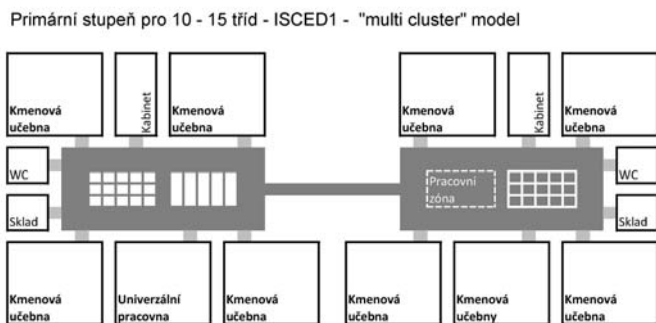 Primární stupeň pro 10 - 15 tříd - ISCED1 - "multi cluster" model
Kmenová
učebna
Kabinet
Kmenová
učebna
Kmenová
učebna
Kabinet
Kmenová
učebna
WC
Pracovní
zóna
WC
Sklad
Sklad
Kmenová
učebna
Univerzální
pracovna
Kmenová
učebna
Kmenová
učebna
Kmenová
učebny
Kmenová
učebna